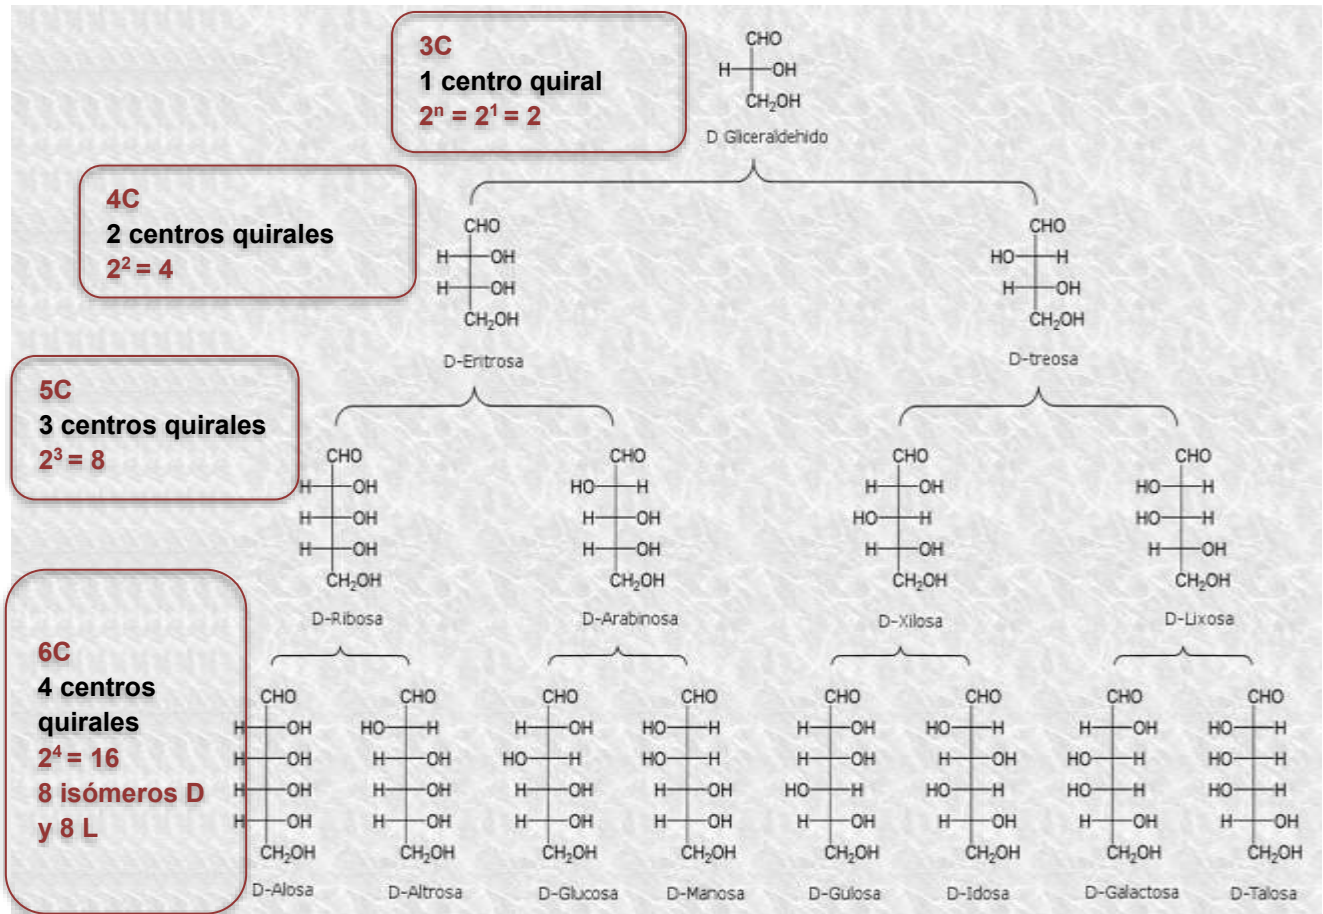 3C
1 centro quiral
2ⁿ = 2¹ = 2
CHO
H OH
CH₂OH
D Gliceraldehido
4C
2 centros quirales
2² = 4
CHO CHO
H OH HO H
H OH H OH
CH₂OH CH₂OH
D-Eritrosa D-treosa
5C
3 centros quirales
2³ = 8
CHO CHO CHO CHO
H OH HO H H OH HO H
H OH H OH HO H HO H
H OH H OH H OH H OH
CH₂OH CH₂OH CH₂OH CH₂OH
D-Ribosa D-Arabinosa D-Xilosa D-Lixosa
6C
4 centros
quirales
2⁴ = 16
8 isómeros D
y 8 L
CHO CHO CHO CHO CHO CHO CHO CHO
H OH HO H H OH HO H H OH HO H H OH HO H
H OH H OH HO H HO H H OH H OH HO H HO H
H OH H OH H OH H OH HO H HO H HO H HO H
H OH H OH H OH H OH H OH H OH H OH H OH
CH₂OH CH₂OH CH₂OH CH₂OH CH₂OH CH₂OH CH₂OH CH₂OH
D-Alosa D-Altrosa D-Glucosa D-Manosa D-Gulosa D-Idosa D-Galactosa D-Talosa